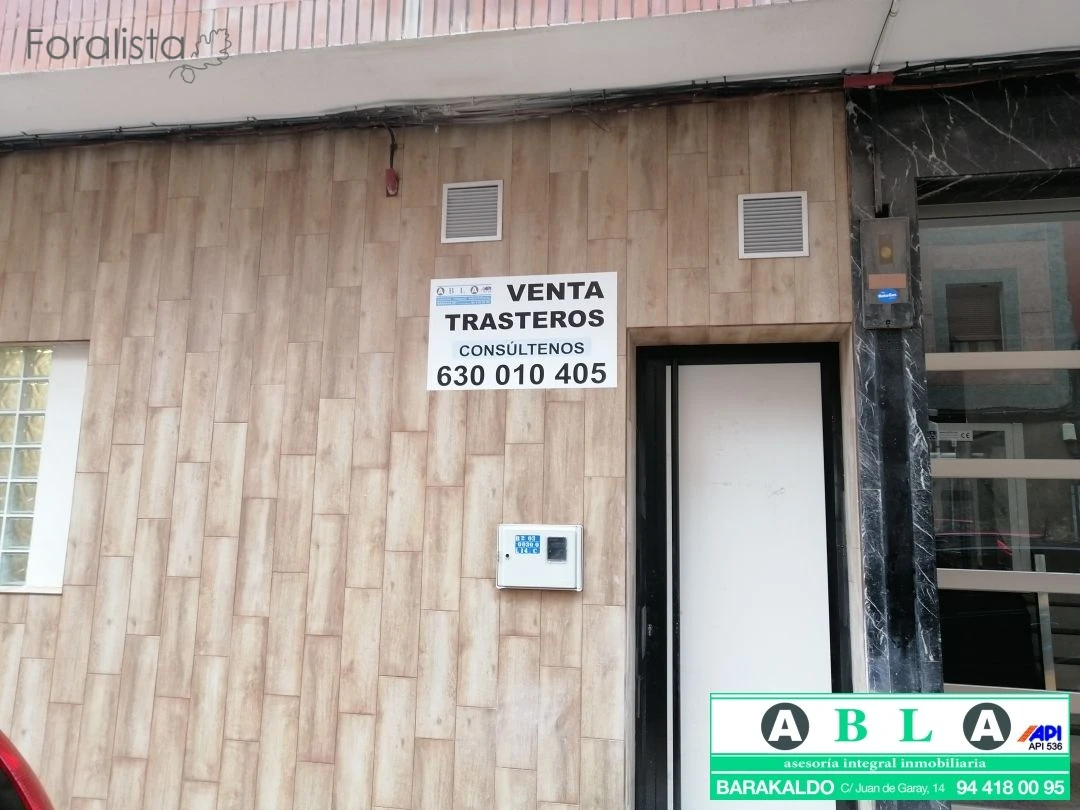 Foralista
A B L A API
VENTA
TRASTEROS
CONSÚLTENOS
630 010 405
A B L A
API
API 536
asesoría integral inmobiliaria
BARAKALDO C/ Juan de Garay, 14 94 418 00 95